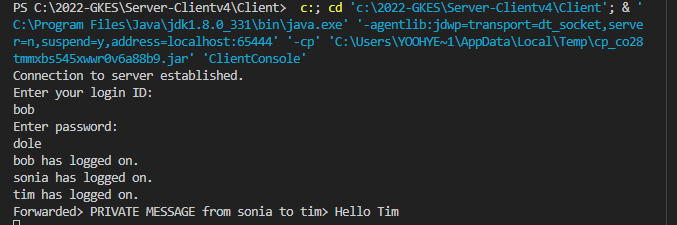 PS C:\2022-GKES\Server-Clientv4\Client>  c:; cd 'c:\2022-GKES\Server-Clientv4\Client'; & '
C:\Program Files\Java\jdk1.8.0_331\bin\java.exe' '-agentlib:jdwp=transport=dt_socket,serve
r=n,suspend=y,address=localhost:65444' '-cp' 'C:\Users\YOOHYE~1\AppData\Local\Temp\cp_co28
tmmxbs545xwwr0v6a88b9.jar' 'ClientConsole'
Connection to server established.
Enter your login ID:
bob
Enter password:
dole
bob has logged on.
sonia has logged on.
tim has logged on.
Forwarded> PRIVATE MESSAGE from sonia to tim> Hello Tim